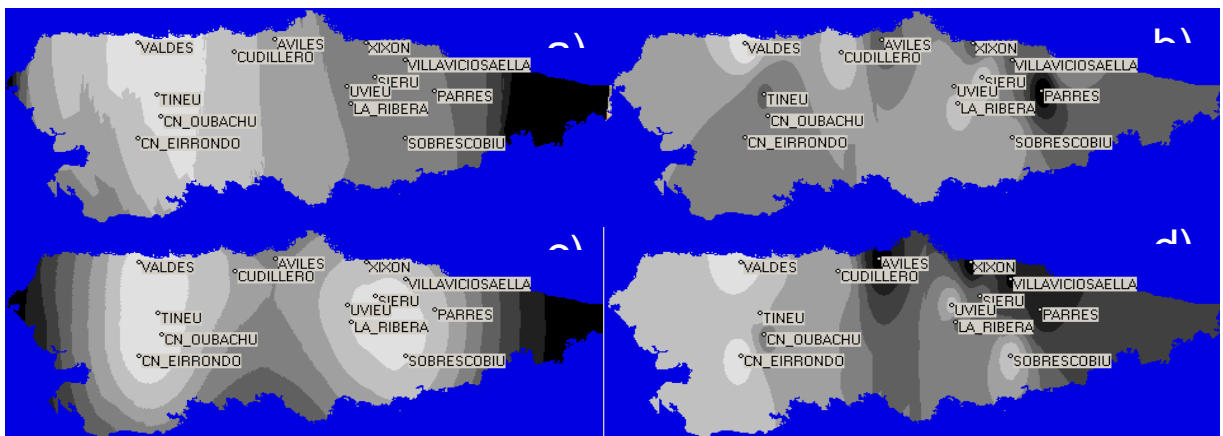 VALDES
AVILES
XIXON
CUDILLERO
VILLAVICIOSAELLA
SIERU
UVIEU
TINEU
PARRES
LA_RIBERA
CN_OUBACHU
CN_EIRRONDO
SOBRESCOBIU
b)
VALDES
AVILES
XIXON
CUDILLERO
VILLAVICIOSAELLA
SIERU
UVIEU
TINEU
PARRES
LA_RIBERA
CN_OUBACHU
CN_EIRRONDO
SOBRESCOBIU
VALDES
AVILES
XIXON
CUDILLERO
VILLAVICIOSAELLA
SIERU
UVIEU
TINEU
PARRES
LA_RIBERA
CN_OUBACHU
CN_EIRRONDO
SOBRESCOBIU
d)
VALDES
AVILES
XIXON
CUDILLERO
VILLAVICIOSAELLA
SIERU
UVIEU
TINEU
PARRES
LA_RIBERA
CN_OUBACHU
CN_EIRRONDO
SOBRESCOBIU